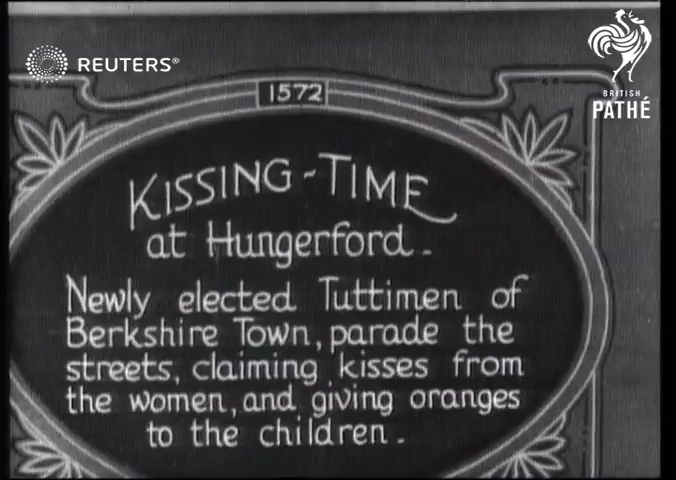 REUTERS®
BRITISH
PATHÉ
1572
KISSING-TIME
at Hungerford-
Newly elected Tuttimen of
Berkshire Town, parade the
streets, claiming kisses from
the women, and giving oranges
to the children-